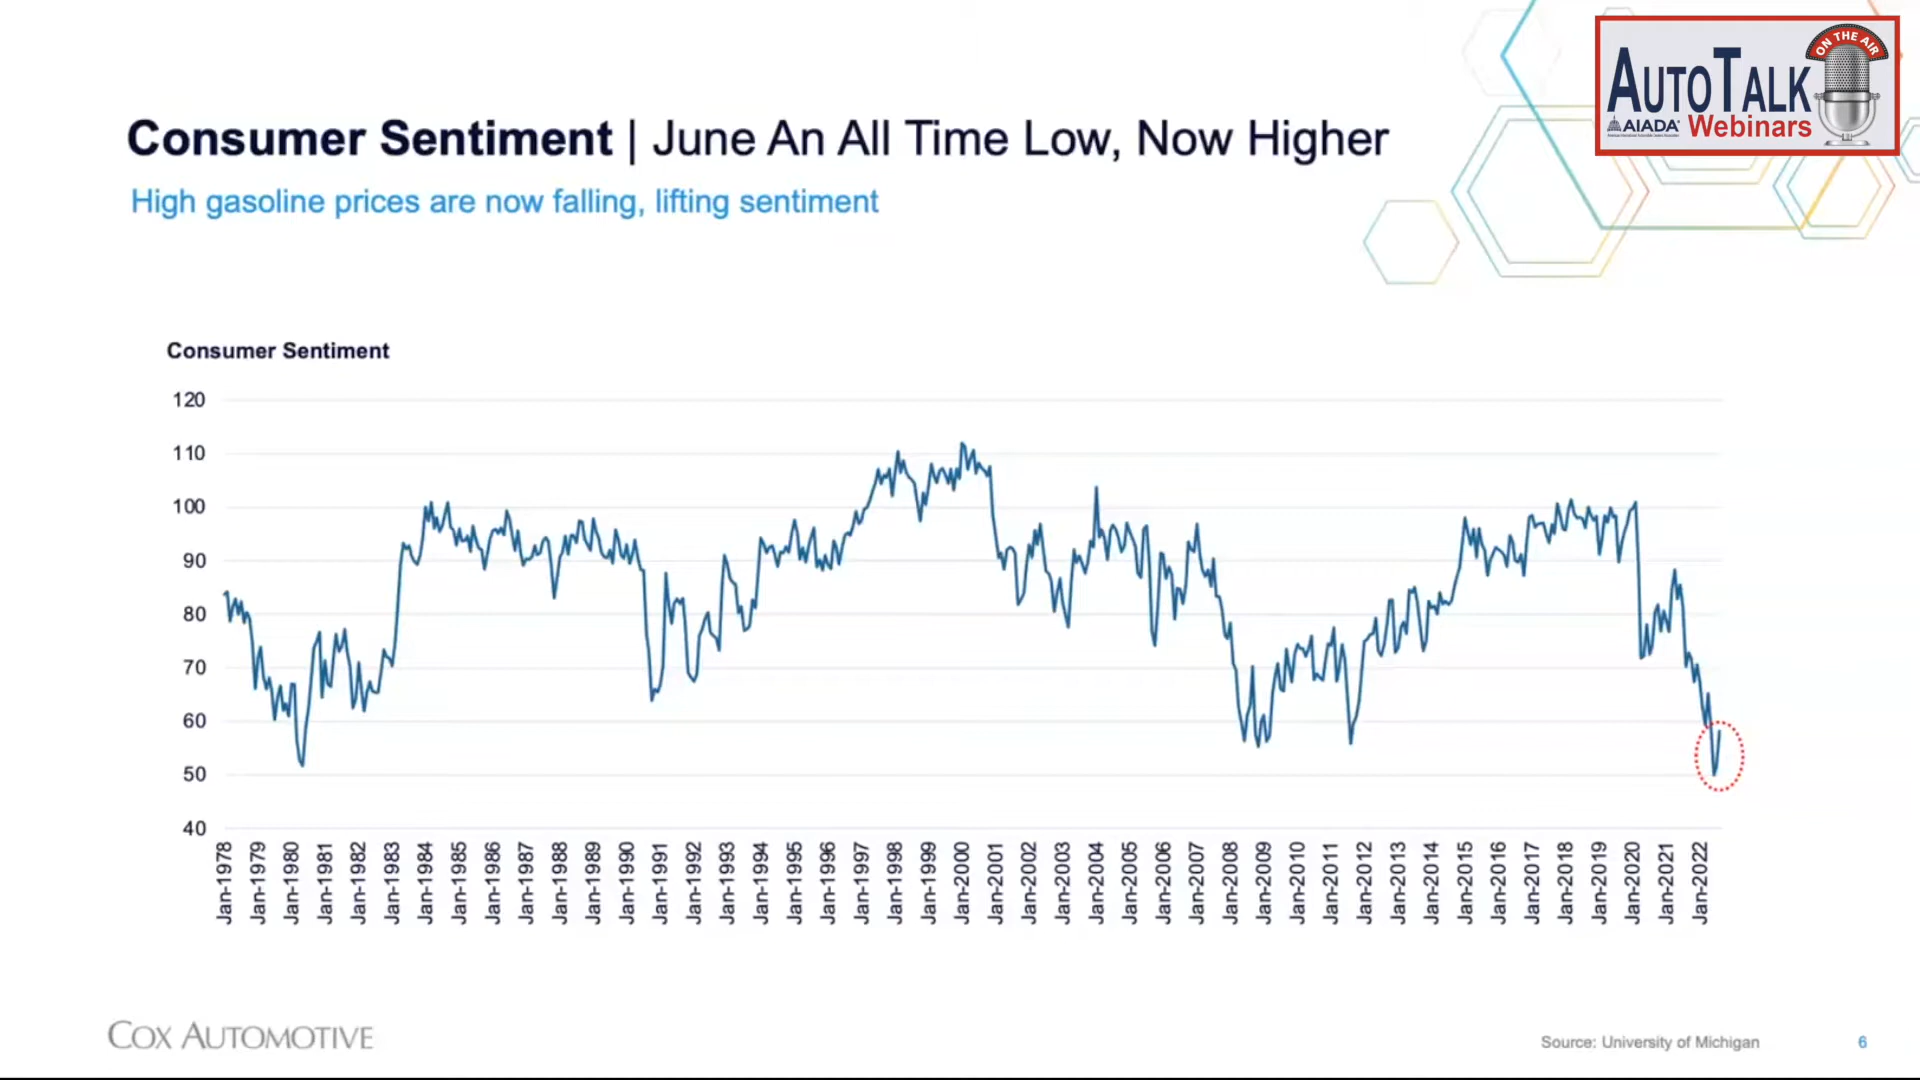 ON THE AIR
AUTOTALK
AIADA
Webinars
Consumer Sentiment | June An All Time Low, Now Higher
High gasoline prices are now falling, lifting sentiment
Consumer Sentiment
120
110
100
90
80
70
60
50
40
Jan-1978
Jan-1979
Jan-1980
Jan-1981
Jan-1982
Jan-1983
Jan-1984
Jan-1985
Jan-1986
Jan-1987
Jan-1988
Jan-1989
Jan-1990
Jan-1991
Jan-1992
Jan-1993
Jan-1994
Jan-1995
Jan-1996
Jan-1997
Jan-1998
Jan-1999
Jan-2000
Jan-2001
Jan-2002
Jan-2003
Jan-2004
Jan-2005
Jan-2006
Jan-2007
Jan-2008
Jan-2009
Jan-2010
Jan-2011
Jan-2012
Jan-2013
Jan-2014
Jan-2015
Jan-2016
Jan-2017
Jan-2018
Jan-2019
Jan-2020
Jan-2021
Jan-2022
COX AUTOMOTIVE
Source: University of Michigan
6